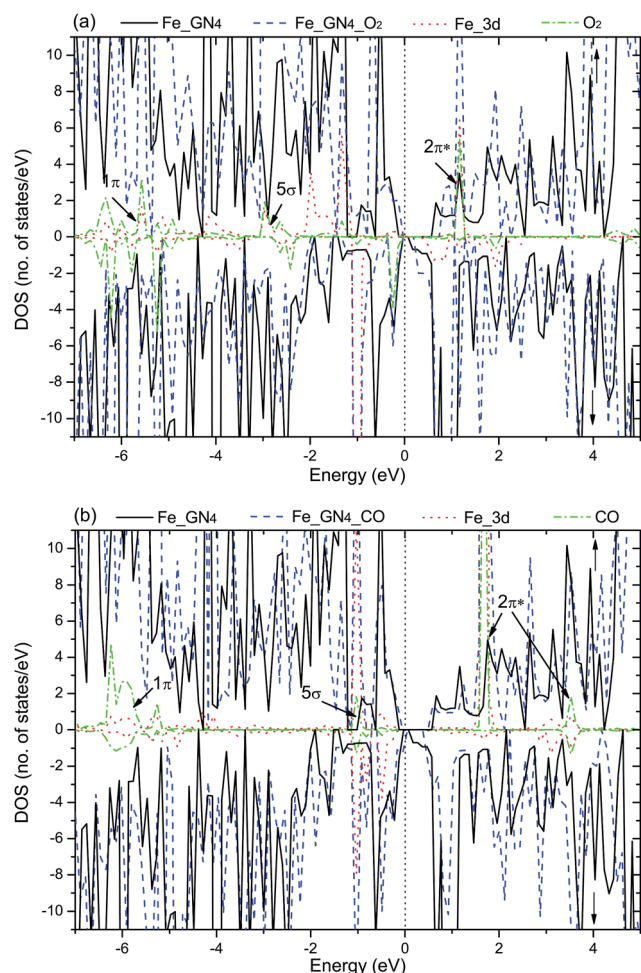 (a) Fe_GN4 Fe_GN4_O₂ Fe_3d O₂
10
8
6
4
2
0
-2
-4
-6
-8
-10
DOS (no. of states/eV)
1π
5σ
2π*
-6 -4 -2 0 2 4
Energy (eV)
(b) Fe_GN4 Fe_GN4_CO Fe_3d CO
10
8
6
4
2
0
-2
-4
-6
-8
-10
DOS (no. of states/eV)
1π
5σ
2π*
-6 -4 -2 0 2 4
Energy (eV)